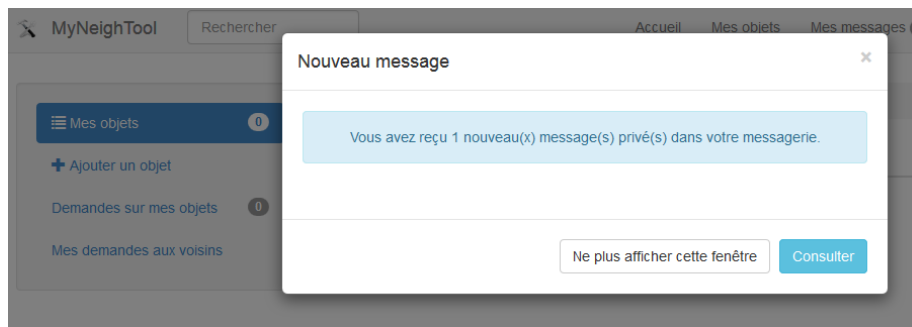 MyNeighTool
Rechercher
Accueil Mes objets Mes messages (
Nouveau message ×
Mes objets 0
Vous avez reçu 1 nouveau(x) message(s) privé(s) dans votre messagerie.
Ajouter un objet
Demandes sur mes objets 0
Mes demandes aux voisins
Ne plus afficher cette fenêtre Consulter